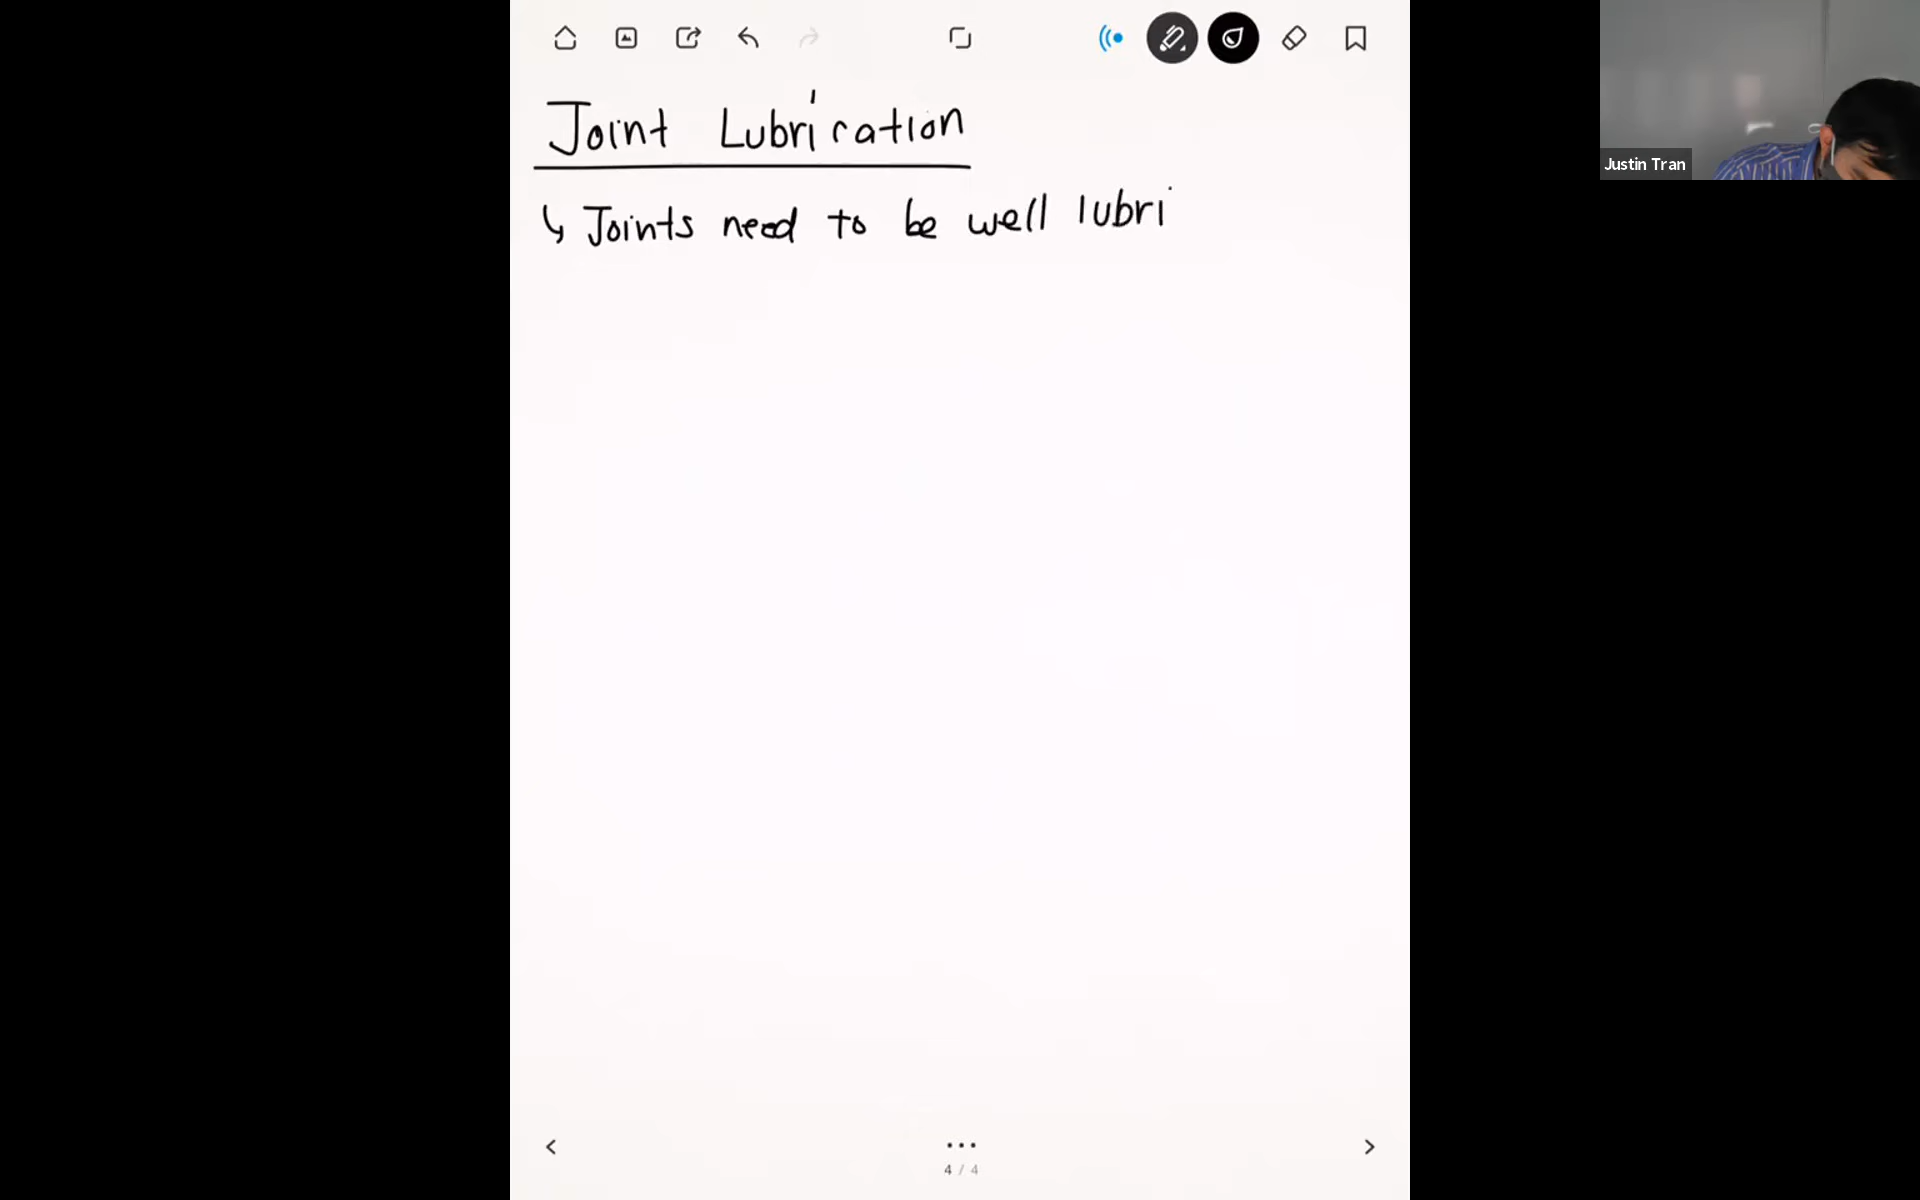 Joint Lubrication
↳ Joints need to be well lubri
Justin Tran
4 / 4